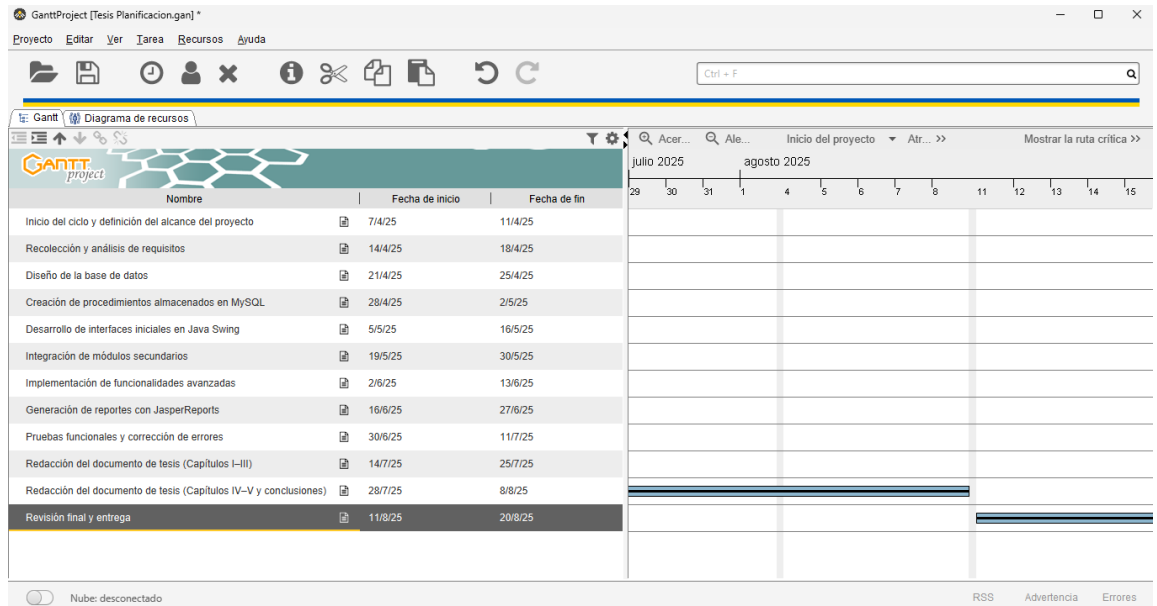 GanttProject [Tesis Planificacion.gan] *
Proyecto Editar Ver Tarea Recursos Ayuda
Ctrl + F
Gantt Diagrama de recursos
Acer... Ale... Inicio del proyecto Atr... >> Mostrar la ruta crítica >>
GANTT project
julio 2025 agosto 2025
29 30 31 1 4 5 6 7 8 11 12 13 14 15
Nombre Fecha de inicio Fecha de fin
Inicio del ciclo y definición del alcance del proyecto 7/4/25 11/4/25
Recolección y análisis de requisitos 14/4/25 18/4/25
Diseño de la base de datos 21/4/25 25/4/25
Creación de procedimientos almacenados en MySQL 28/4/25 2/5/25
Desarrollo de interfaces iniciales en Java Swing 5/5/25 16/5/25
Integración de módulos secundarios 19/5/25 30/5/25
Implementación de funcionalidades avanzadas 2/6/25 13/6/25
Generación de reportes con JasperReports 16/6/25 27/6/25
Pruebas funcionales y corrección de errores 30/6/25 11/7/25
Redacción del documento de tesis (Capítulos I–III) 14/7/25 25/7/25
Redacción del documento de tesis (Capítulos IV–V y conclusiones) 28/7/25 8/8/25
Revisión final y entrega 11/8/25 20/8/25
Nube: desconectado RSS Advertencia Errores